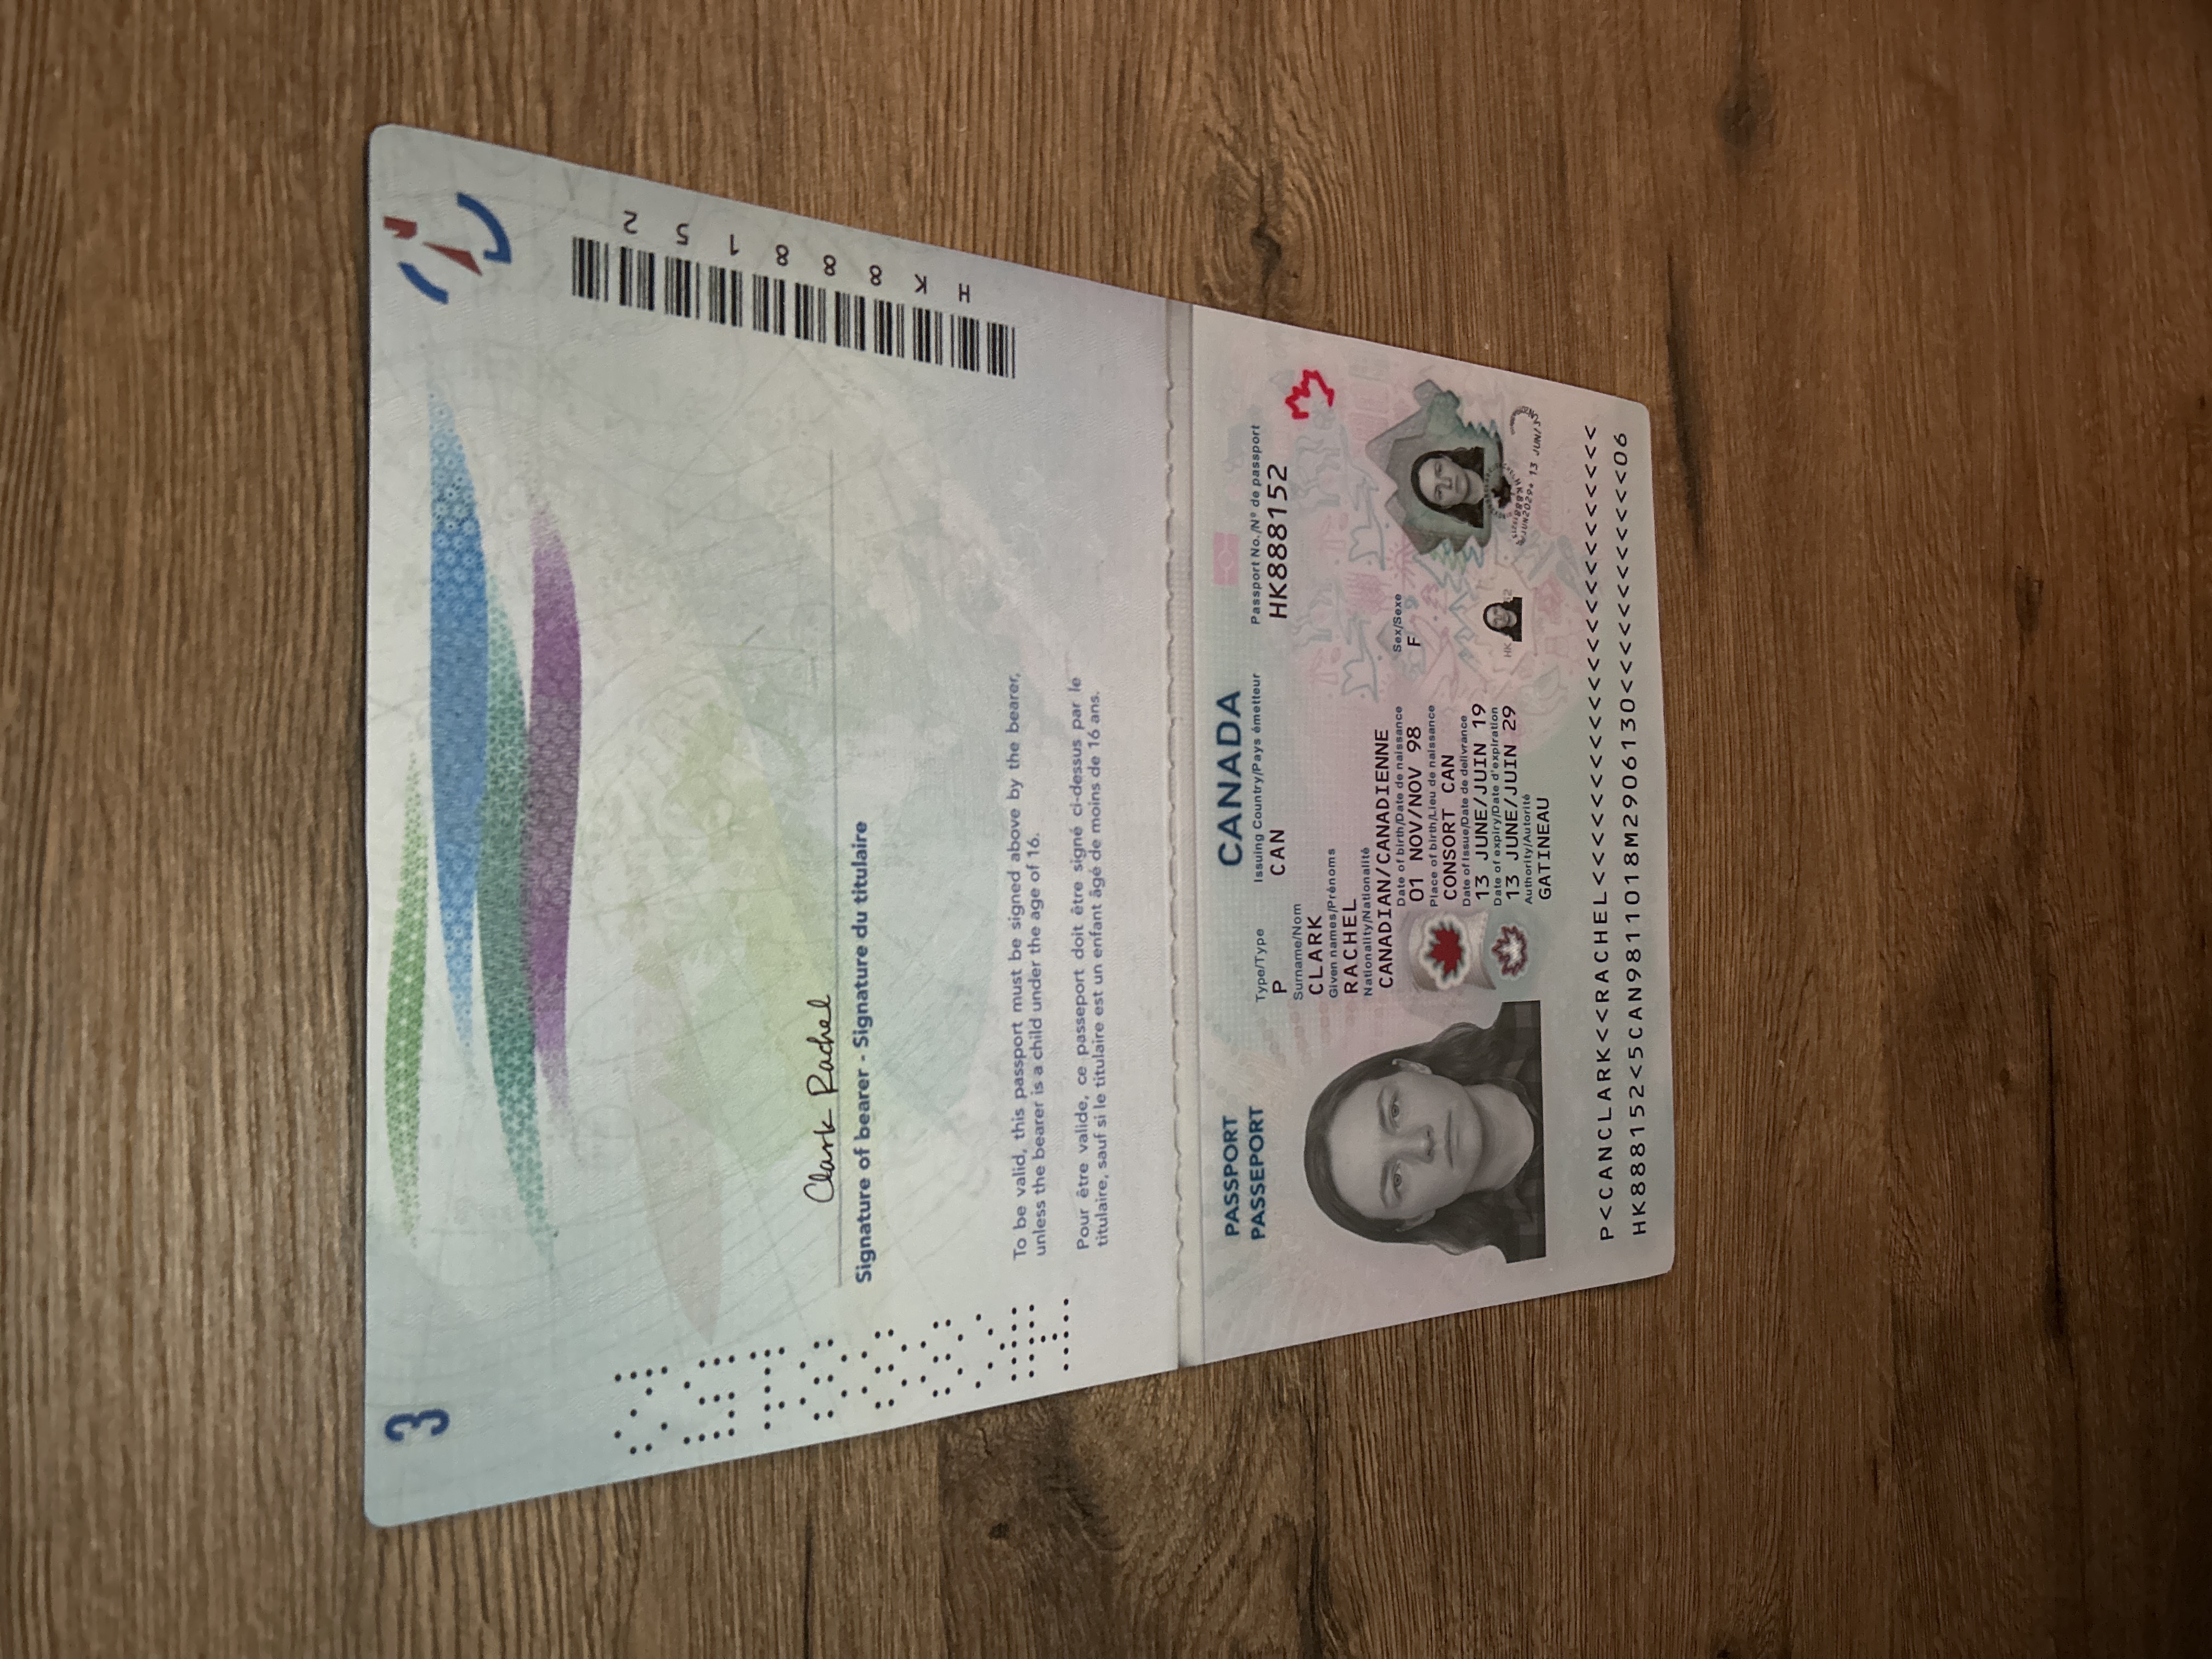 3
Signature of bearer - Signature du titulaire
Clark Rachel
To be valid, this passport must be signed above by the bearer,
unless the bearer is a child under the age of 16.
Pour être valide, ce passeport doit être signé ci-dessus par le
titulaire, sauf si le titulaire est un enfant âgé de moins de 16 ans.
HK888152
HK888152
PASSPORT
PASSEPORT
CANADA
Type/Type
Issuing Country/Pays émetteur
Passport No./N° de passeport
P
CAN
HK888152
Surname/Nom
CLARK
Given names/Prénoms
RACHEL
Nationality/Nationalité
CANADIAN/CANADIENNE
Date of birth/Date de naissance
Sex/Sexe
01 NOV/NOV 98
F
Place of birth/Lieu de naissance
CONSORT CAN
Date of issue/Date de délivrance
13 JUNE/JUIN 19
Date of expiry/Date d'expiration
13 JUNE/JUIN 29
Authority/Autorité
GATINEAU
P<CANCLARK<<RACHEL<<<<<<<<<<<<<<<<<<<<<<<<<<
HK888152<5CAN9811018M2906130<<<<<<<<<<<<<<06